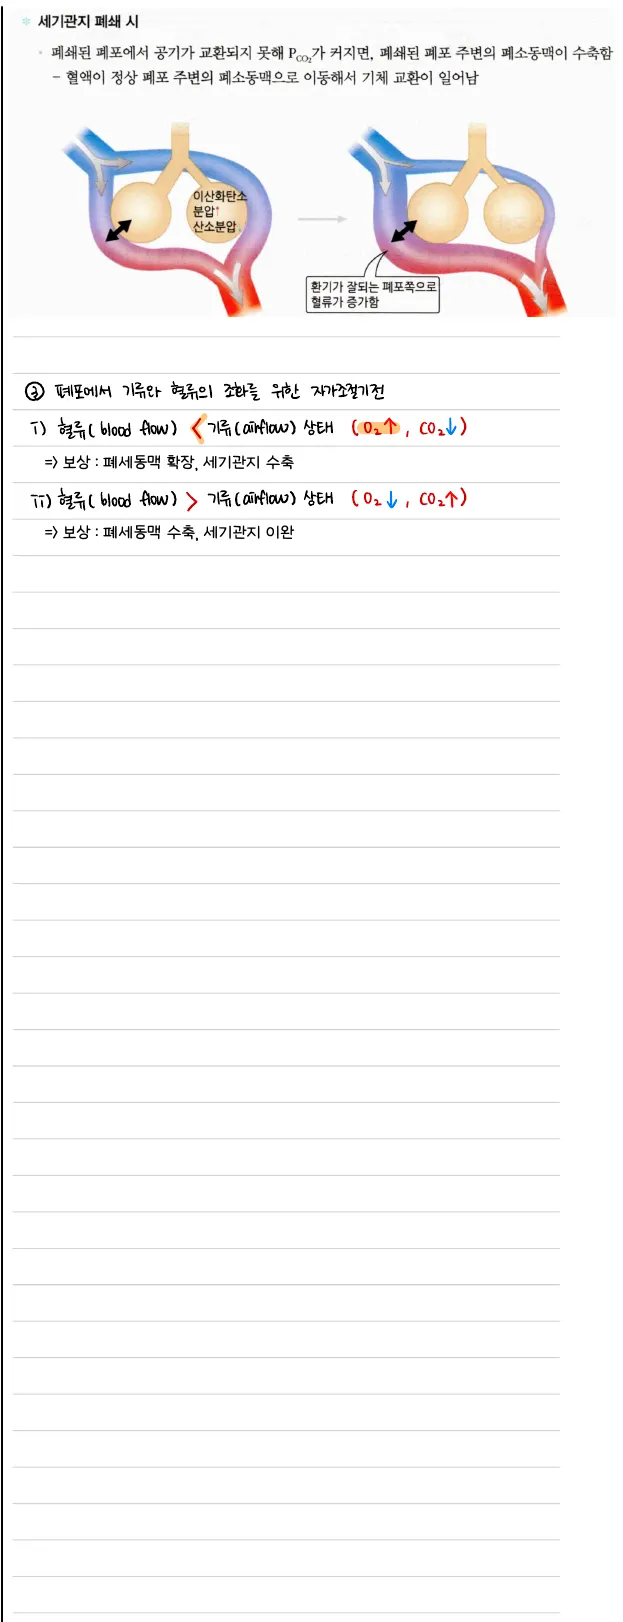 * 세기관지 폐쇄 시
• 폐쇄된 폐포에서 공기가 교환되지 못해 PCO₂가 커지면, 폐쇄된 폐포 주변의 폐소동맥이 수축함
– 혈액이 정상 폐포 주변의 폐소동맥으로 이동해서 기체 교환이 일어남
이산화탄소
분압↑
산소분압↓
환기가 잘되는 폐포쪽으로
혈류가 증가함
③ 폐포에서 기류와 혈류의 조화를 위한 자가조절기전
i) 혈류( blood flow) < 기류(airflow) 상태 (O₂↑, CO₂↓)
=> 보상 : 폐세동맥 확장, 세기관지 수축
ii) 혈류( blood flow) > 기류(airflow) 상태 (O₂↓, CO₂↑)
=> 보상 : 폐세동맥 수축, 세기관지 이완